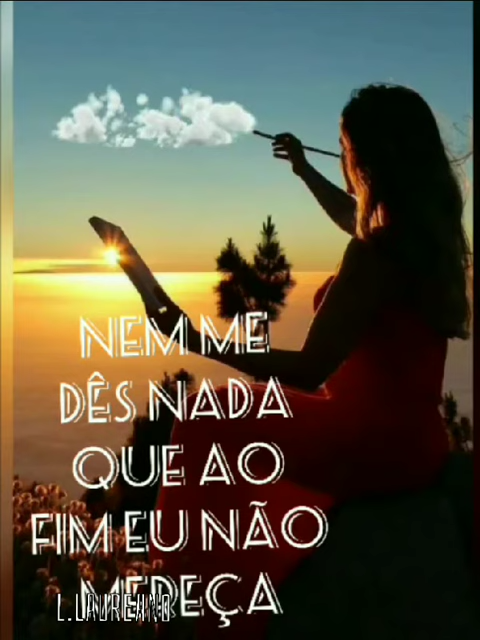 NEM ME
DÊS NADA
QUE AO
FIM EU NÃO
MEREÇA
L.LAUREANO